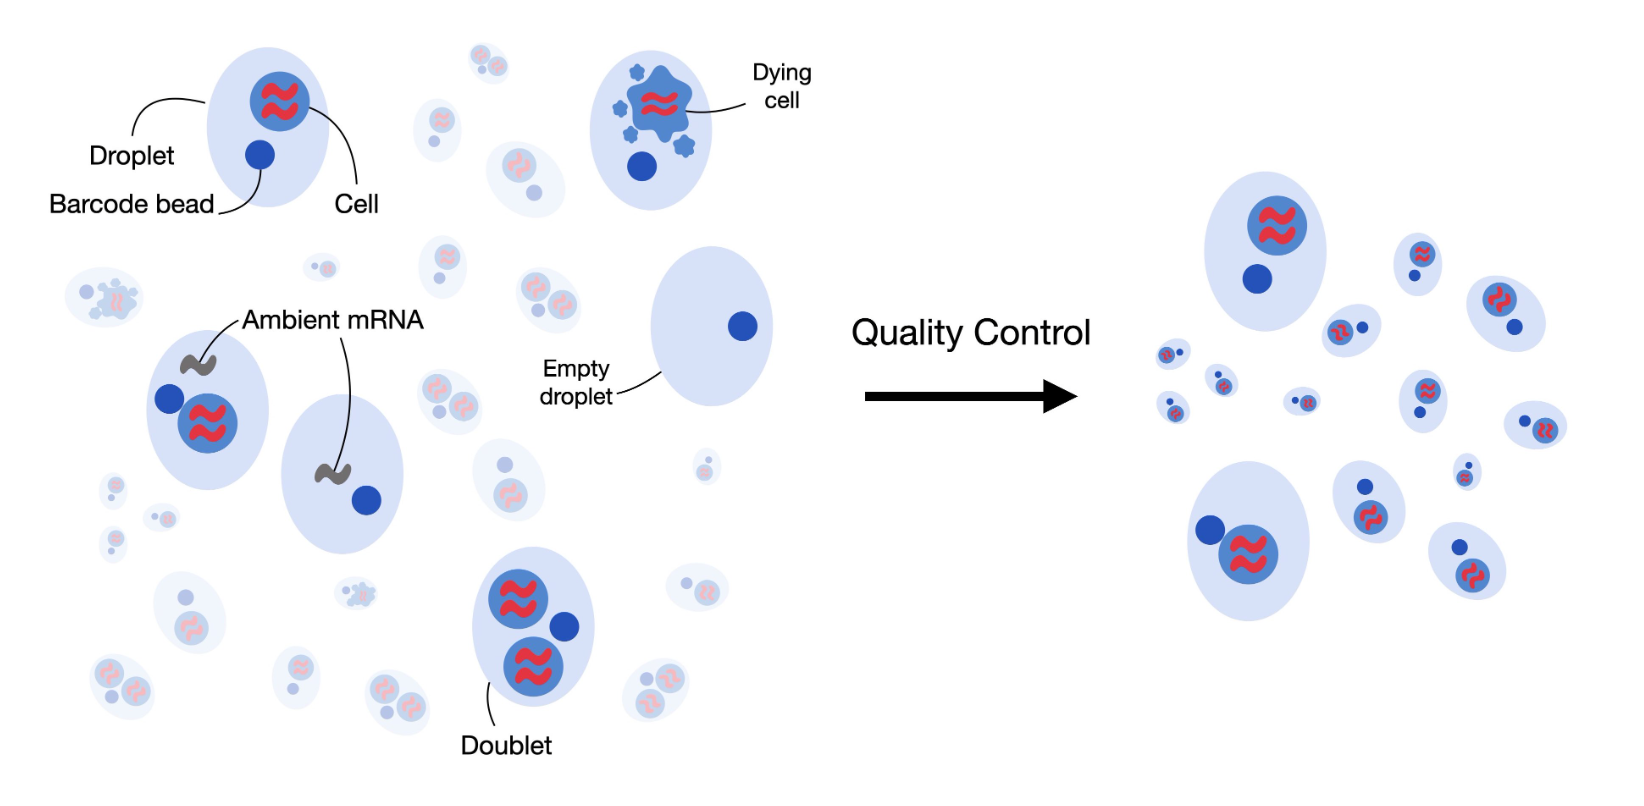 Dying
cell
Droplet
Barcode bead
Cell
Ambient mRNA
Empty
droplet
Quality Control
Doublet